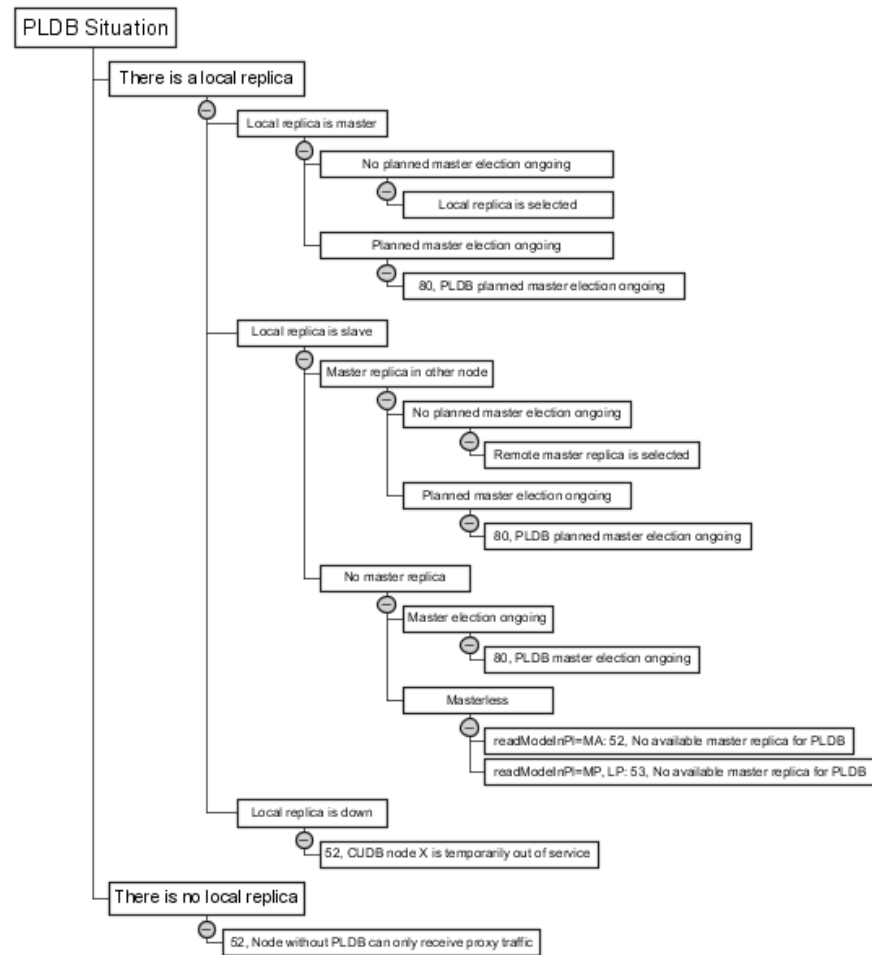 PLDB Situation
There is a local replica
Local replica is master
No planned master election ongoing
Local replica is selected
Planned master election ongoing
80, PLDB planned master election ongoing
Local replica is slave
Master replica in other node
No planned master election ongoing
Remote master replica is selected
Planned master election ongoing
80, PLDB planned master election ongoing
No master replica
Master election ongoing
80, PLDB master election ongoing
Masterless
readModeInPl=MA: 52, No available master replica for PLDB
readModeInPl=MP, LP: 53, No available master replica for PLDB
Local replica is down
52, CUDB node X is temporarily out of service
There is no local replica
52, Node without PLDB can only receive proxy traffic